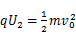 qU₂ = ½mv₀²